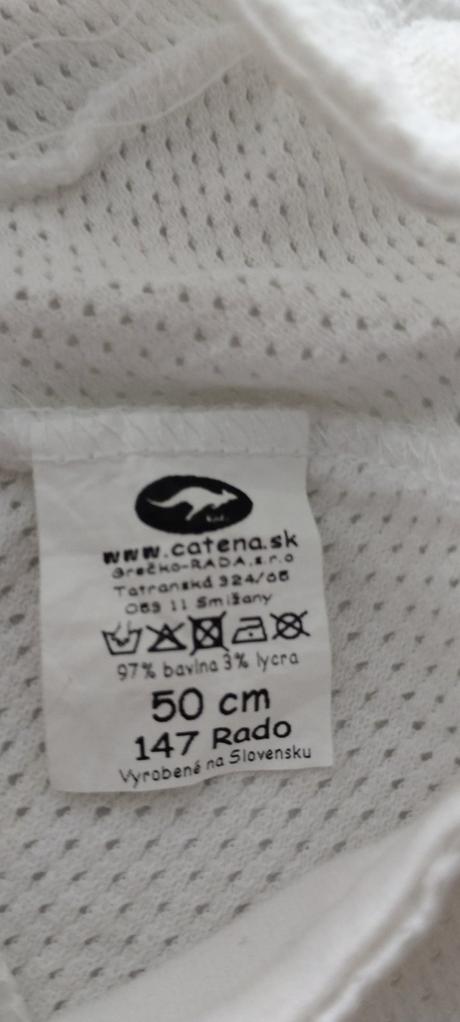 www.catena.sk
Grečko-RADA,s.r.o
Tatranská 324/66
053 11 Smižany
97% bavlna 3% lycra
50 cm
147 Rado
Vyrobené na Slovensku